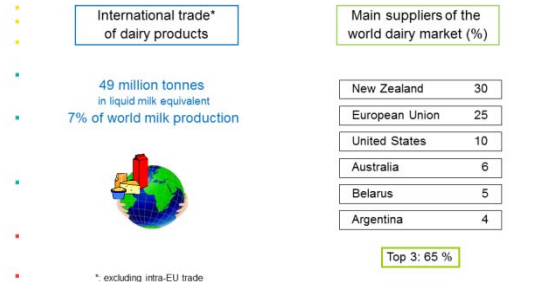 International trade*
of dairy products
49 million tonnes
in liquid milk equivalent
7% of world milk production
*: excluding intra-EU trade
Main suppliers of the
world dairy market (%)
New Zealand 30
European Union 25
United States 10
Australia 6
Belarus 5
Argentina 4
Top 3: 65 %